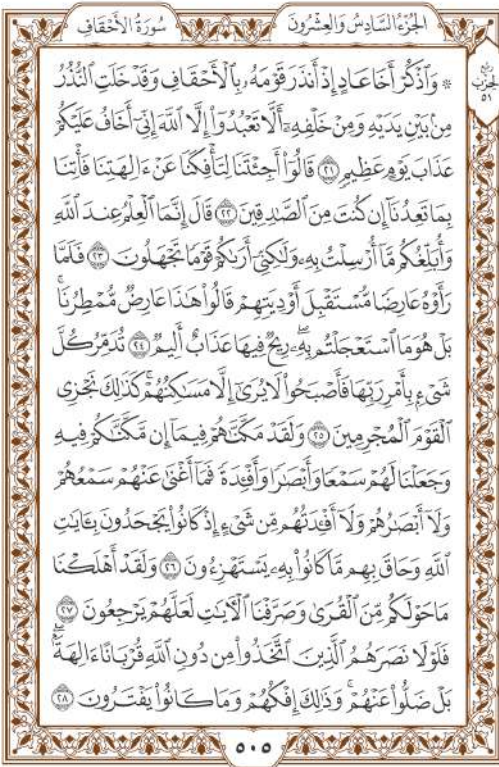 الجزء السادس والعشرون
سورة الأحقاف
ربع
الحزب
٥١
۞ وَٱذْكُرْ أَخَا عَادٍ إِذْ أَنذَرَ قَوْمَهُۥ بِٱلْأَحْقَافِ وَقَدْ خَلَتِ ٱلنُّذُرُ
مِنۢ بَيْنِ يَدَيْهِ وَمِنْ خَلْفِهِۦٓ أَلَّا تَعْبُدُوٓا۟ إِلَّا ٱللَّهَ إِنِّىٓ أَخَافُ عَلَيْكُمْ
عَذَابَ يَوْمٍ عَظِيمٍ ٢١ قَالُوٓا۟ أَجِئْتَنَا لِتَأْفِكَنَا عَنْ ءَالِهَتِنَا فَأْتِنَا
بِمَا تَعِدُنَآ إِن كُنتَ مِنَ ٱلصَّٰدِقِينَ ٢٢ قَالَ إِنَّمَا ٱلْعِلْمُ عِندَ ٱللَّهِ
وَأُبَلِّغُكُم مَّآ أُرْسِلْتُ بِهِۦ وَلَٰكِنِّىٓ أَرَىٰكُمْ قَوْمًا تَجْهَلُونَ ٢٣ فَلَمَّا
رَأَوْهُ عَارِضًا مُّسْتَقْبِلَ أَوْدِيَتِهِمْ قَالُوا۟ هَٰذَا عَارِضٌ مُّمْطِرُنَا ۚ
بَلْ هُوَ مَا ٱسْتَعْجَلْتُم بِهِۦ ۖ رِيحٌ فِيهَا عَذَابٌ أَلِيمٌ ٢٤ تُدَمِّرُ كُلَّ
شَىْءٍۭ بِأَمْرِ رَبِّهَا فَأَصْبَحُوا۟ لَا يُرَىٰٓ إِلَّا مَسَٰكِنُهُمْ ۚ كَذَٰلِكَ نَجْزِى
ٱلْقَوْمَ ٱلْمُجْرِمِينَ ٢٥ وَلَقَدْ مَكَّنَّٰهُمْ فِيمَآ إِن مَّكَّنَّٰكُمْ فِيهِ
وَجَعَلْنَا لَهُمْ سَمْعًا وَأَبْصَٰرًا وَأَفْـِٔدَةً فَمَآ أَغْنَىٰ عَنْهُمْ سَمْعُهُمْ
وَلَآ أَبْصَٰرُهُمْ وَلَآ أَفْـِٔدَتُهُم مِّن شَىْءٍ إِذْ كَانُوا۟ يَجْحَدُونَ بِـَٔايَٰتِ
ٱللَّهِ وَحَاقَ بِهِم مَّا كَانُوا۟ بِهِۦ يَسْتَهْزِءُونَ ٢٦ وَلَقَدْ أَهْلَكْنَا
مَا حَوْلَكُم مِّنَ ٱلْقُرَىٰ وَصَرَّفْنَا ٱلْءَايَٰتِ لَعَلَّهُمْ يَرْجِعُونَ ٢٧
فَلَوْلَا نَصَرَهُمُ ٱلَّذِينَ ٱتَّخَذُوا۟ مِن دُونِ ٱللَّهِ قُرْبَانًا ءَالِهَةًۢ ۖ
بَلْ ضَلُّوا۟ عَنْهُمْ ۚ وَذَٰلِكَ إِفْكُهُمْ وَمَا كَانُوا۟ يَفْتَرُونَ ٢٨
٥٠٥